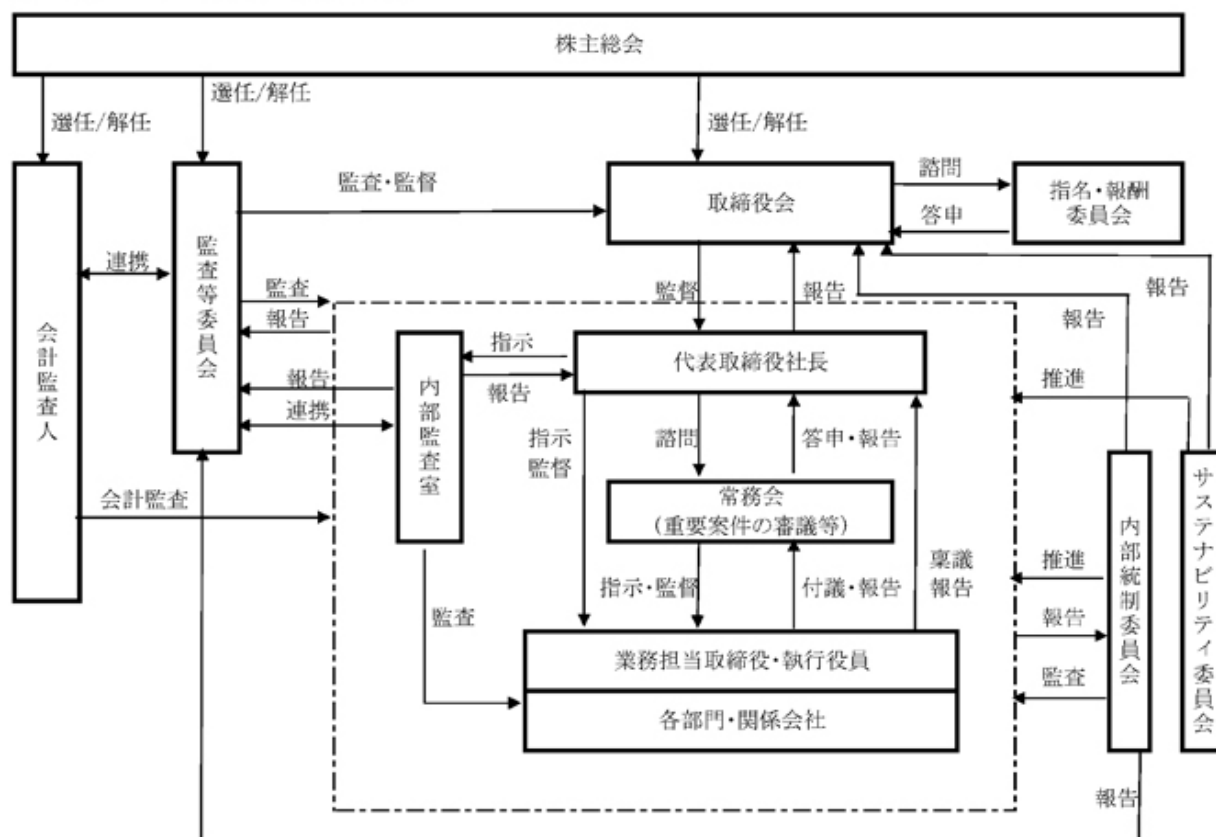 株主総会
選任/解任
選任/解任
選任/解任
監査・監督
取締役会
諮問
答申
指名・報酬
委員会
会計監査人
連携
監査等委員会
監査
報告
報告
連携
監督
報告
報告
報告
内部監査室
指示
報告
代表取締役社長
推進
指示
監督
諮問
答申・報告
会計監査
常務会
(重要案件の審議等)
稟議
報告
指示・監督
付議・報告
監査
推進
報告
監査
内部統制委員会
サステナビリティ委員会
業務担当取締役・執行役員
各部門・関係会社
報告